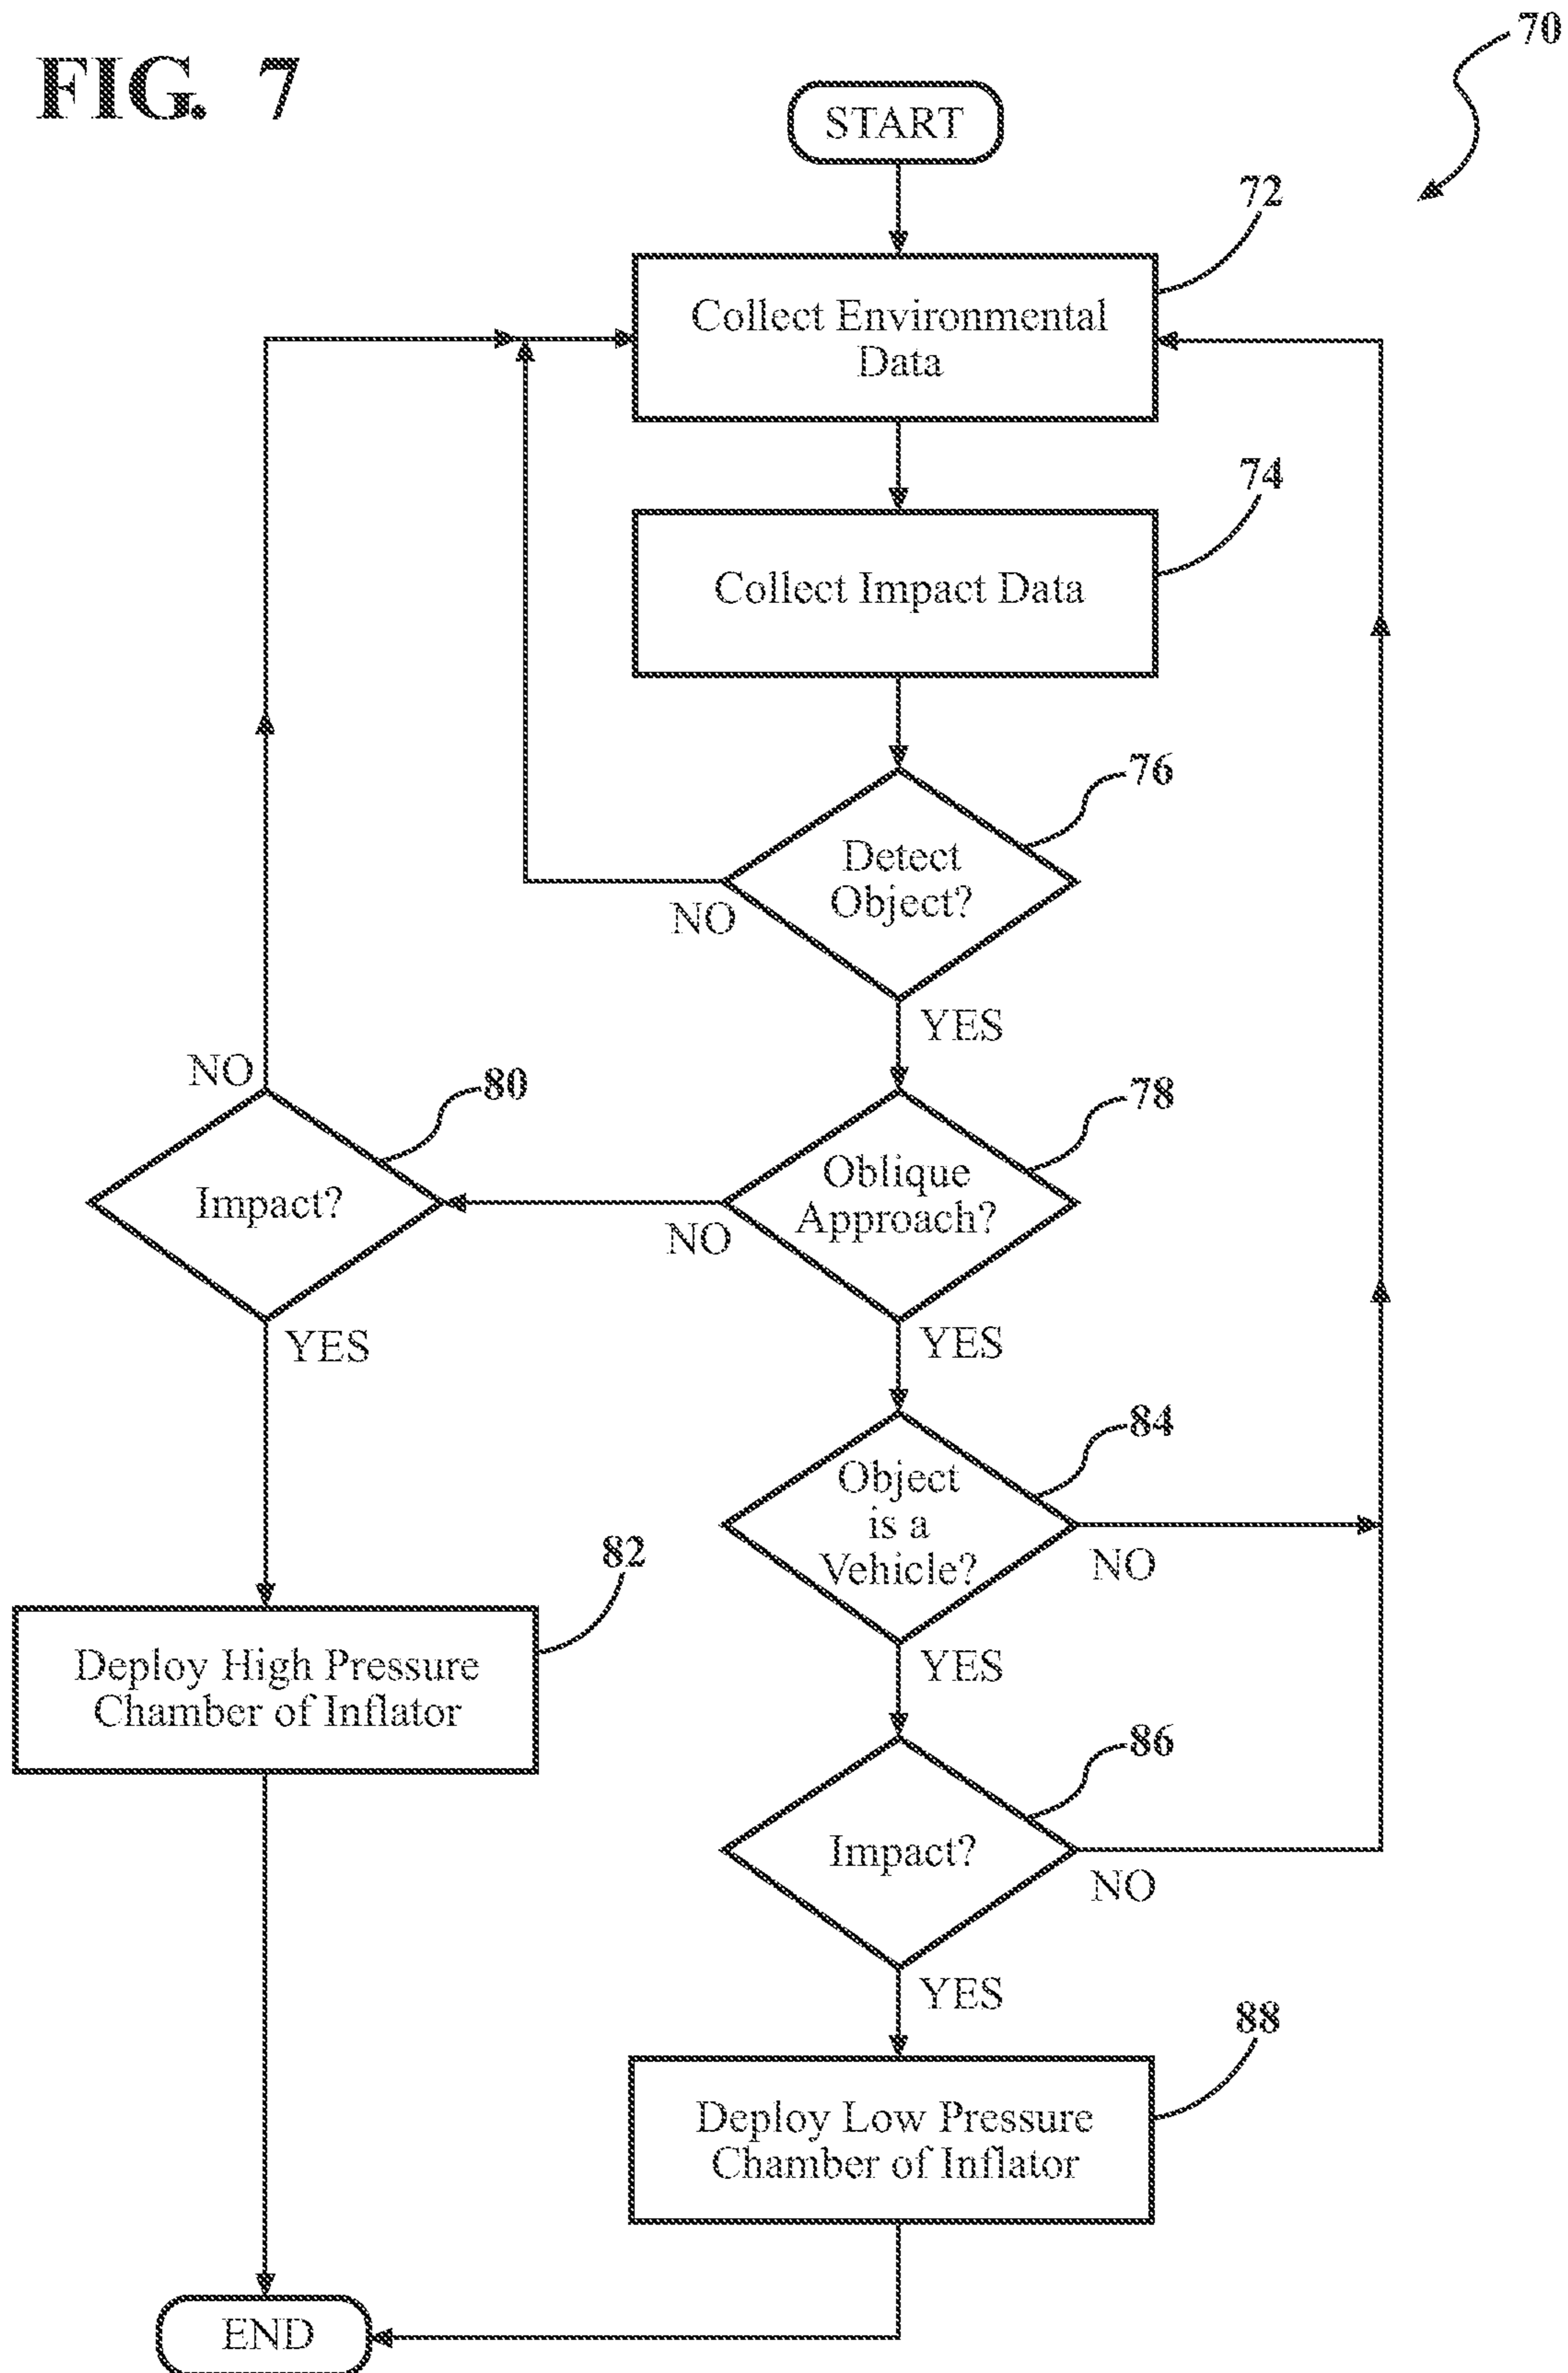 FIG. 7
70
START
72
Collect Environmental
Data
74
Collect Impact Data
76
Detect
Object?
NO
YES
NO
80
78
Impact?
Oblique
Approach?
NO
YES
YES
84
Object
is a
Vehicle?
NO
82
Deploy High Pressure
Chamber of Inflator
YES
86
Impact?
NO
YES
88
Deploy Low Pressure
Chamber of Inflator
END